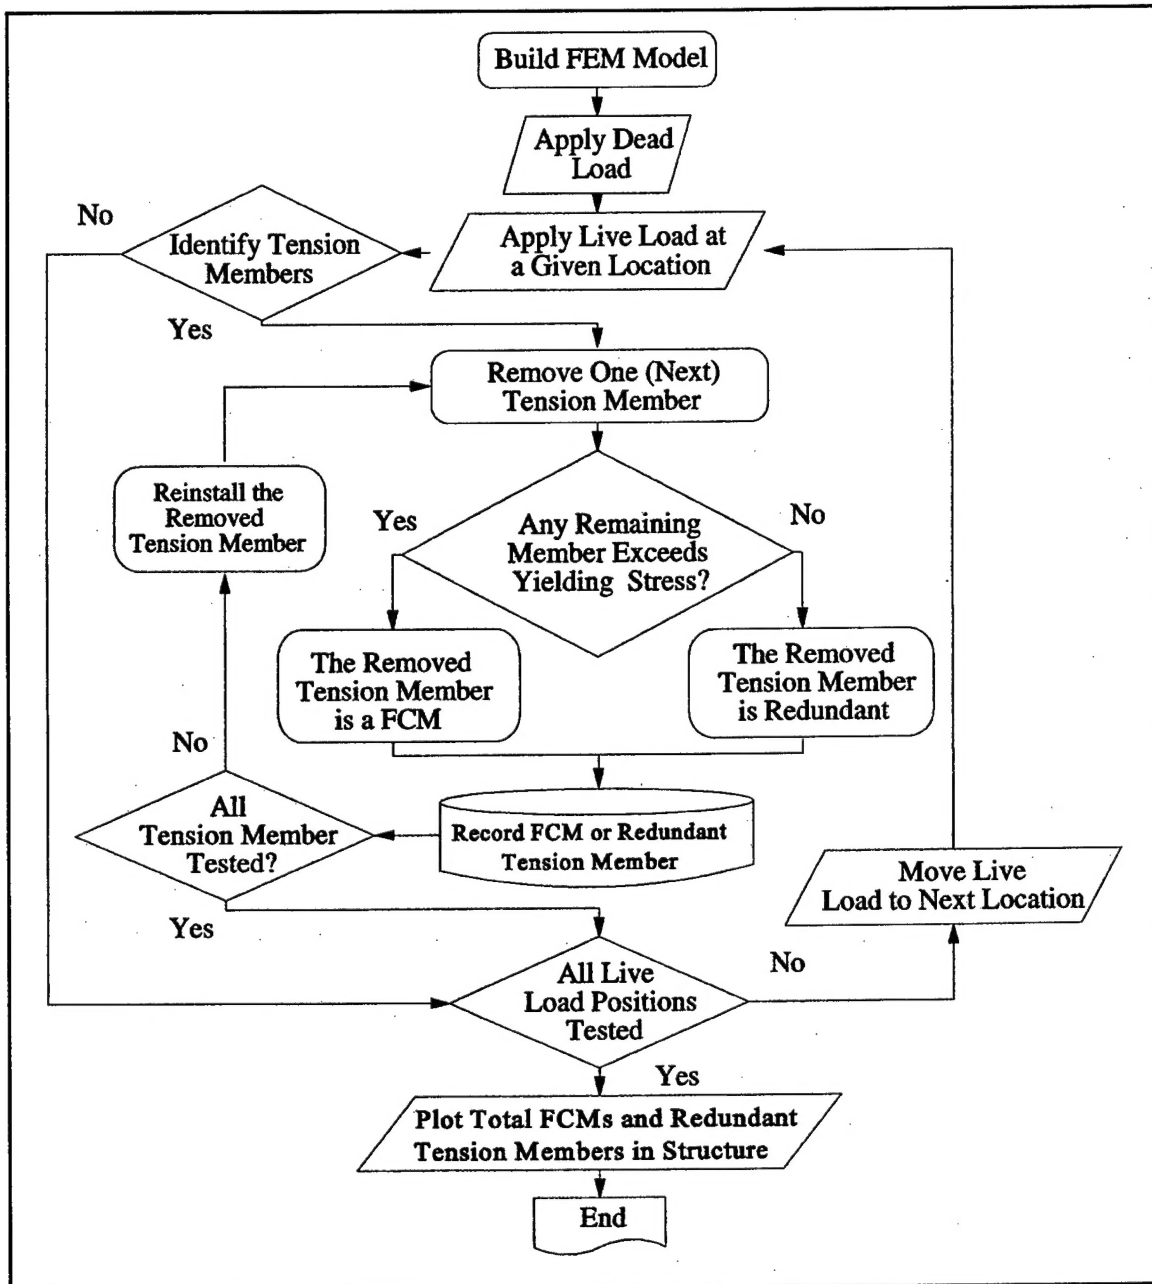 Build FEM Model
Apply Dead
Load
Apply Live Load at
a Given Location
No
Identify Tension
Members
Yes
Remove One (Next)
Tension Member
Reinstall the
Removed
Tension Member
Yes
Any Remaining
Member Exceeds
Yielding Stress?
No
The Removed
Tension Member
is a FCM
The Removed
Tension Member
is Redundant
No
All
Tension Member
Tested?
Record FCM or Redundant
Tension Member
Move Live
Load to Next Location
Yes
All Live
Load Positions
Tested
No
Yes
Plot Total FCMs and Redundant
Tension Members in Structure
End